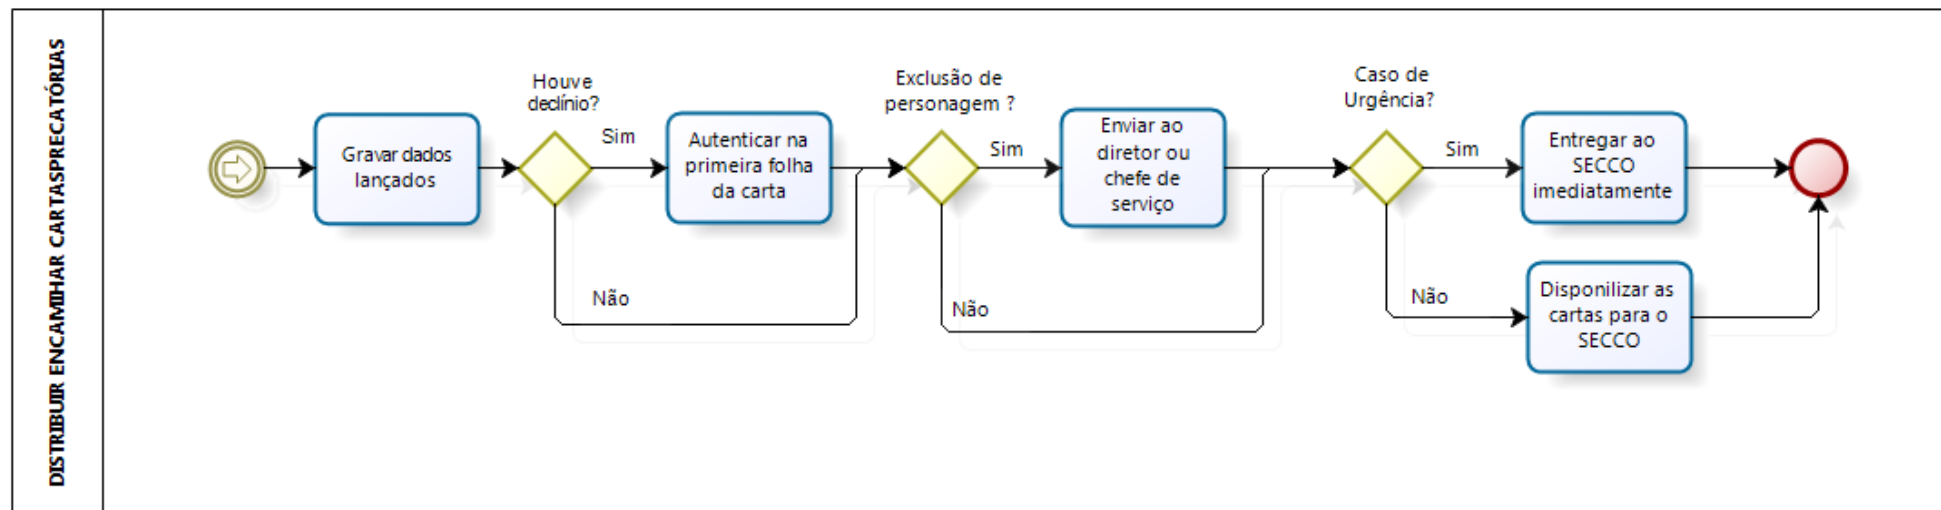 DISTRIBUIR ENCAMIHAR CARTASPRECATÓRIAS
Gravar dados
lançados
Houve
declínio?
Sim
Não
Autenticar na
primeira folha
da carta
Exclusão de
personagem ?
Sim
Não
Enviar ao
diretor ou
chefe de
serviço
Caso de
Urgência?
Sim
Não
Entregar ao
SECCO
imediatamente
Disponilizar as
cartas para o
SECCO